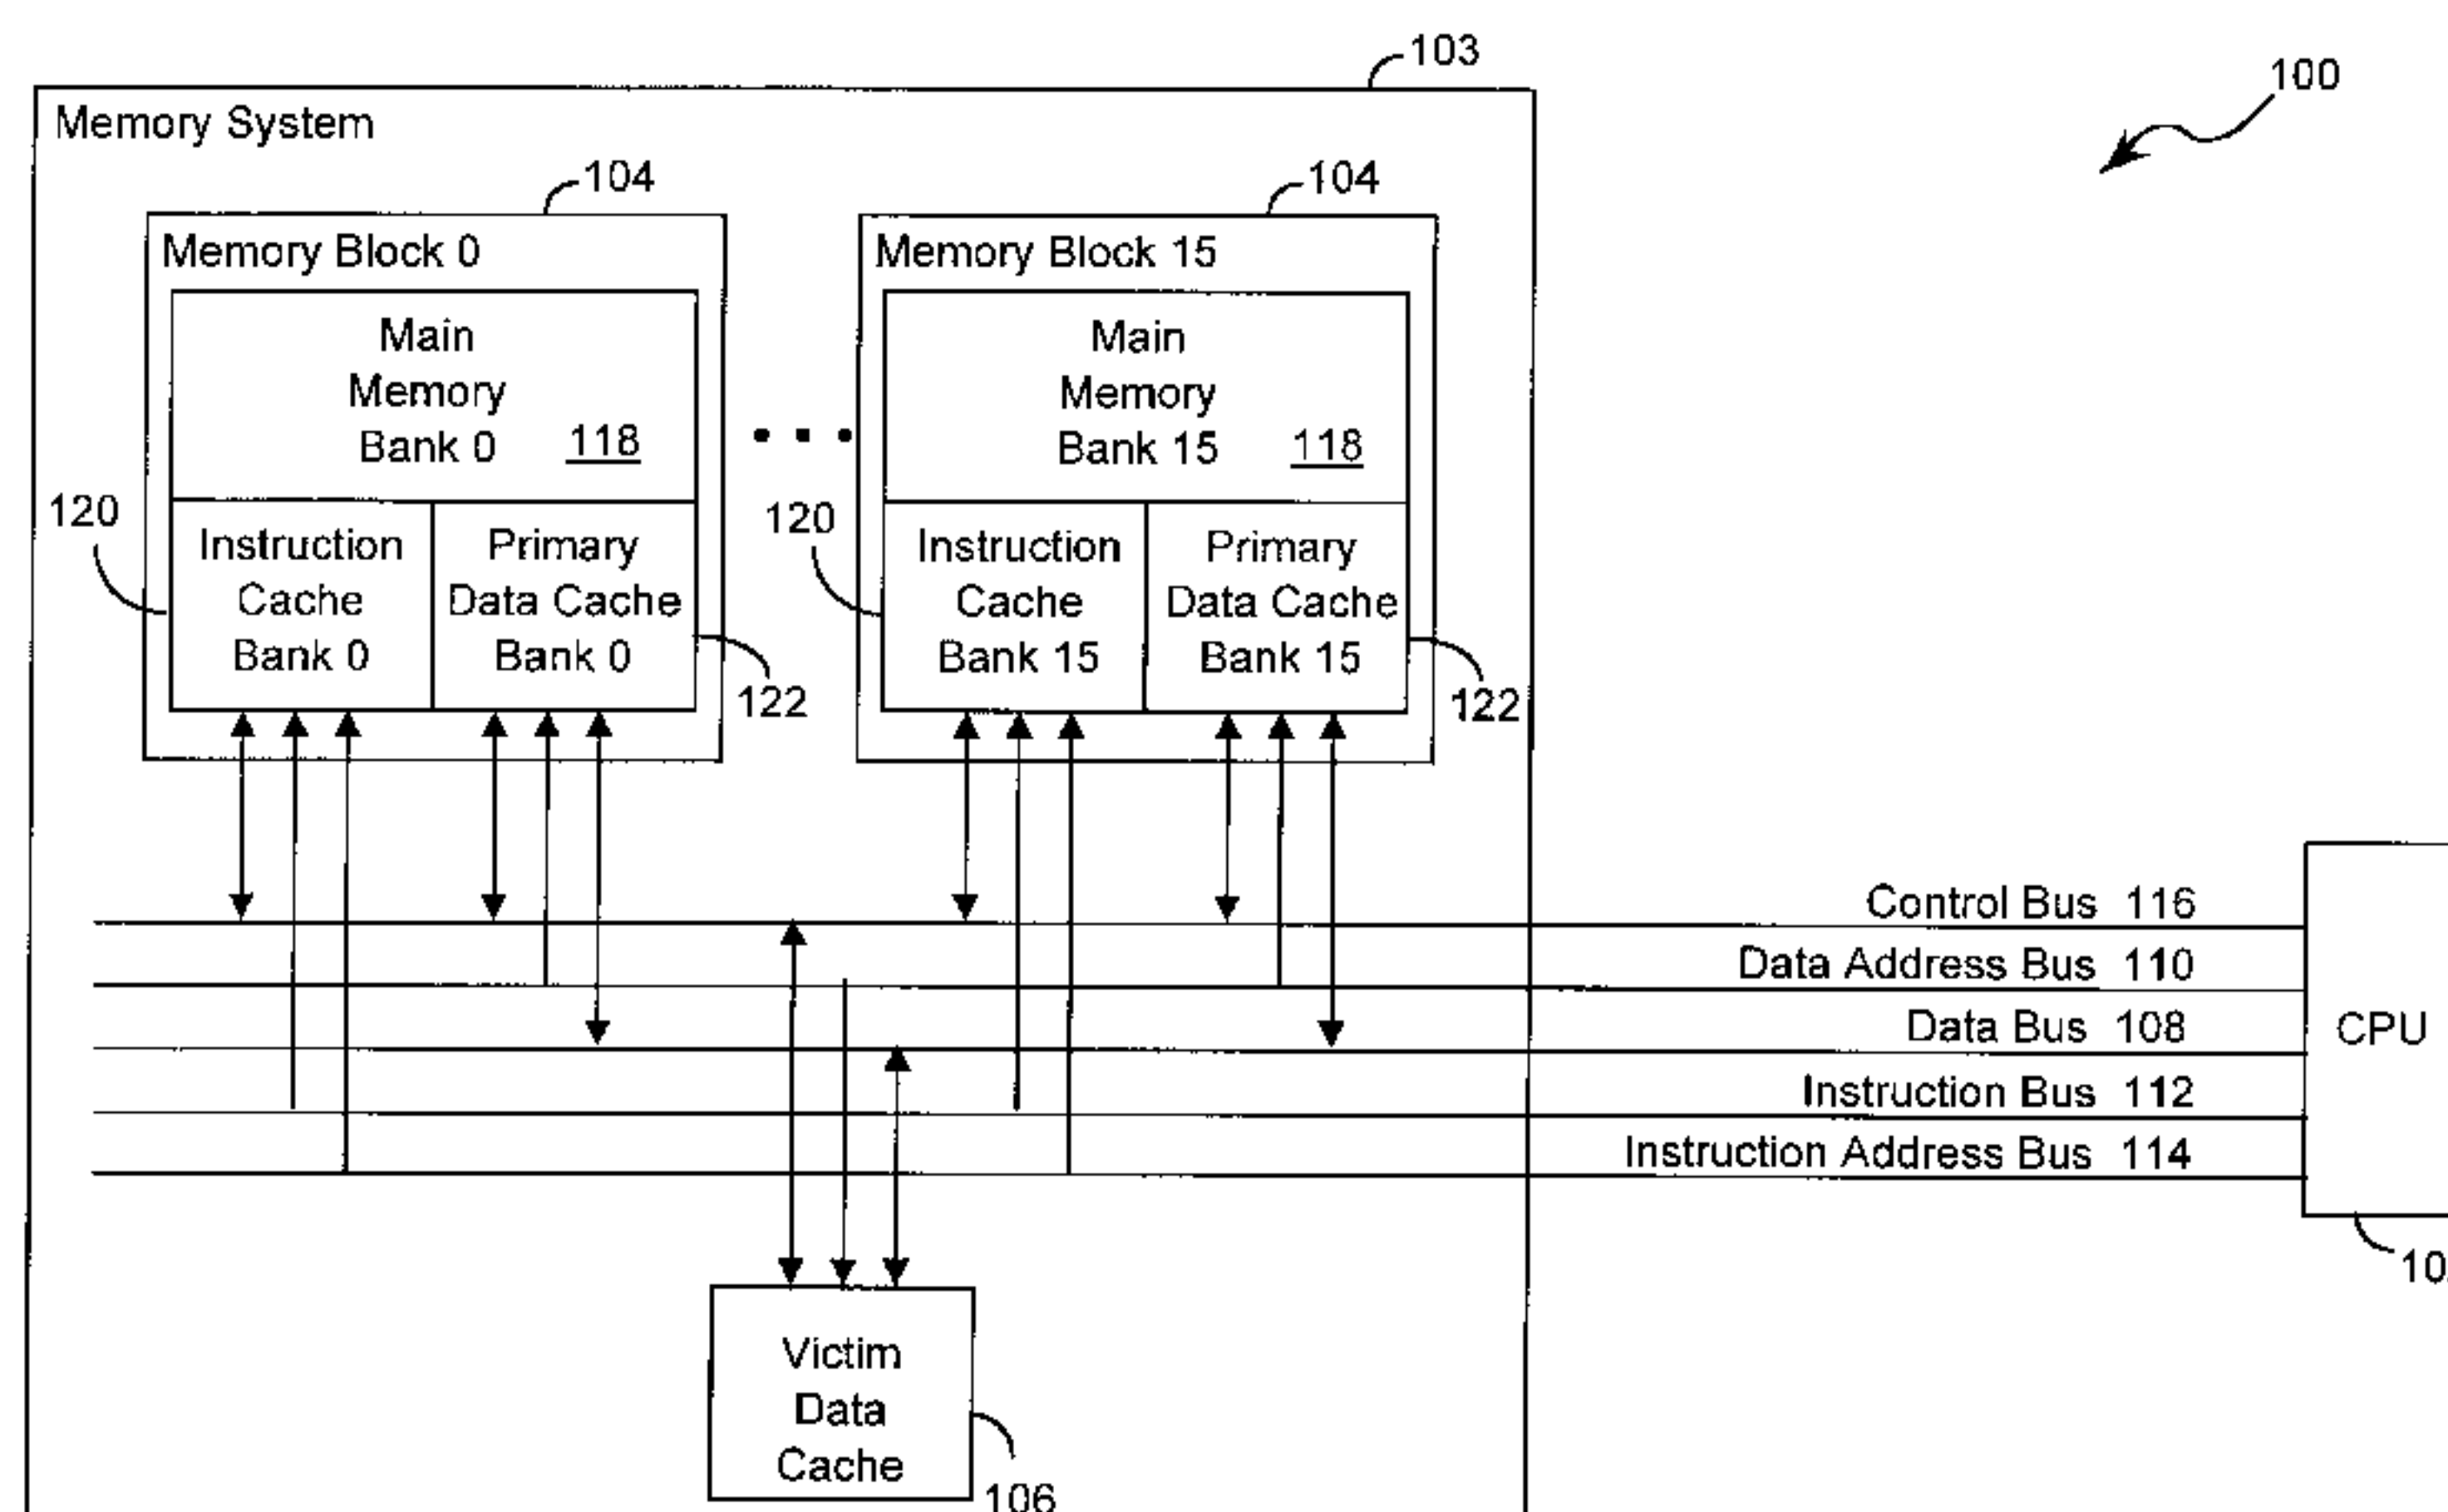 103
100
Memory System
104
104
Memory Block 0
Memory Block 15
Main
Memory
Bank 0 118
Main
Memory
Bank 15 118
120
Instruction
Cache
Bank 0
Primary
Data Cache
Bank 0
122
120
Instruction
Cache
Bank 15
Primary
Data Cache
Bank 15
122
Control Bus 116
Data Address Bus 110
Data Bus 108
Instruction Bus 112
Instruction Address Bus 114
CPU
Victim
Data
Cache
106